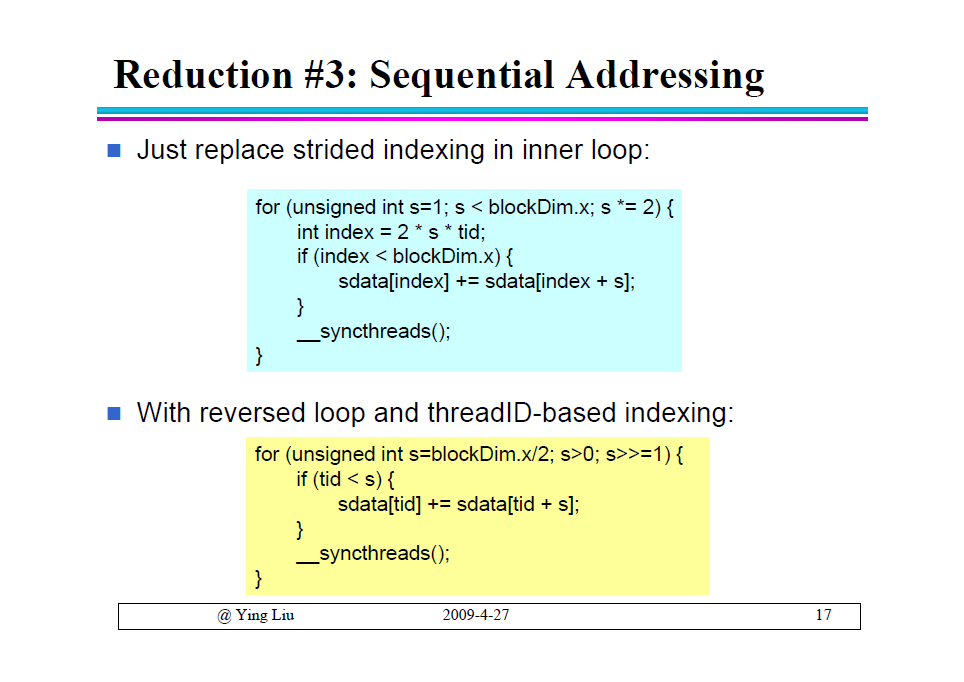 Reduction #3: Sequential Addressing
Just replace strided indexing in inner loop:
for (unsigned int s=1; s < blockDim.x; s *= 2) {
int index = 2 * s * tid;
if (index < blockDim.x) {
sdata[index] += sdata[index + s];
}
__syncthreads();
}
With reversed loop and threadID-based indexing:
for (unsigned int s=blockDim.x/2; s>0; s>>=1) {
if (tid < s) {
sdata[tid] += sdata[tid + s];
}
__syncthreads();
}
@ Ying Liu 2009-4-27 17